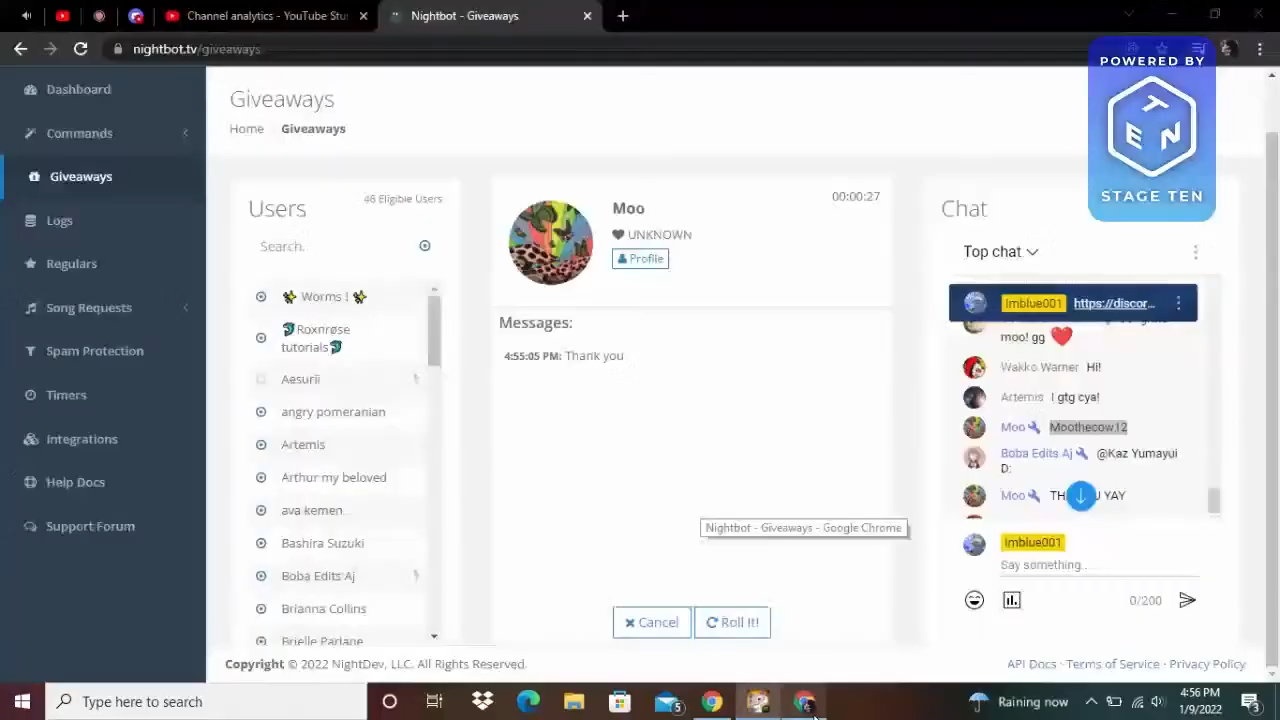 Channel analytics - YouTube Stu
Nightbot - Giveaways
nightbot.tv/giveaways
POWERED BY
TEN
STAGE TEN
Dashboard
Commands
Giveaways
Logs
Regulars
Song Requests
Spam Protection
Timers
Integrations
Help Docs
Support Forum
Giveaways
Home Giveaways
Users
46 Eligible Users
Search.
Worms !
Roxnrøse
tutorials
Aesurii
angry pomeranian
Artemis
Arthur my beloved
ava kemen
Bashira Suzuki
Boba Edits Aj
Brianna Collins
Brielle Parlane
Moo
00:00:27
UNKNOWN
Profile
Messages:
4:55:05 PM: Thank you
Nightbot - Giveaways - Google Chrome
Cancel
Roll It!
Chat
Top chat
Imblue001 https://discor...
moo! gg
Wakko Warner Hi!
Artemis I gtg cya!
Moo Moothecow12
Boba Edits Aj @Kaz Yumayui
D:
Moo TH U YAY
Imblue001
Say something...
0/200
Copyright © 2022 NightDev, LLC. All Rights Reserved.
API Docs · Terms of Service · Privacy Policy
Type here to search
5
Raining now
4:56 PM
1/9/2022
3